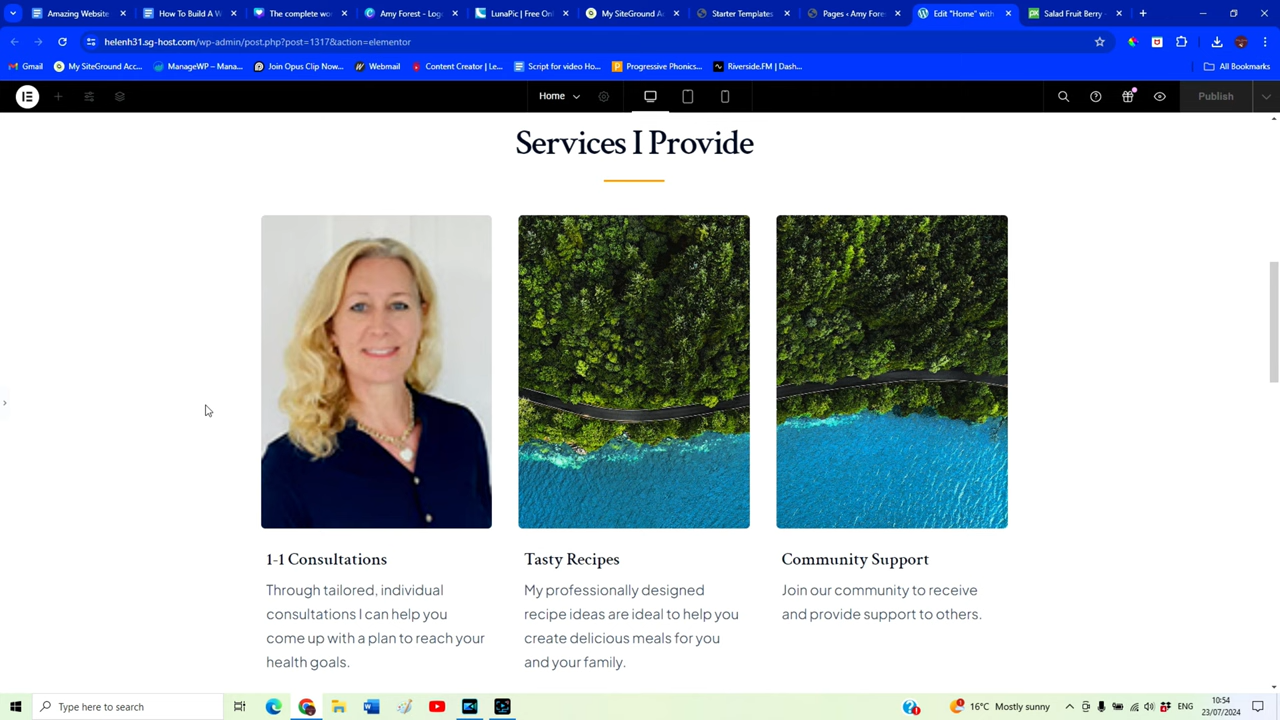 Amazing Website
How To Build A W
The complete wo
Amy Forest - Log
LunaPic | Free Onl
My SiteGround A
Starter Templates
Pages ‹ Amy Fore
Edit "Home" with
Salad Fruit Berry
helenh31.sg-host.com/wp-admin/post.php?post=1317&action=elementor
Gmail
My SiteGround Acc...
ManageWP – Mana...
Join Opus Clip Now...
Webmail
Content Creator | Le...
Script for video Ho...
Progressive Phonics...
Riverside.FM | Dash...
All Bookmarks
Home
Publish
Services I Provide
1-1 Consultations
Through tailored, individual
consultations I can help you
come up with a plan to reach your
health goals.
Tasty Recipes
My professionally designed
recipe ideas are ideal to help you
create delicious meals for you
and your family.
Community Support
Join our community to receive
and provide support to others.
Type here to search
16°C Mostly sunny
ENG
10:54
23/07/2024